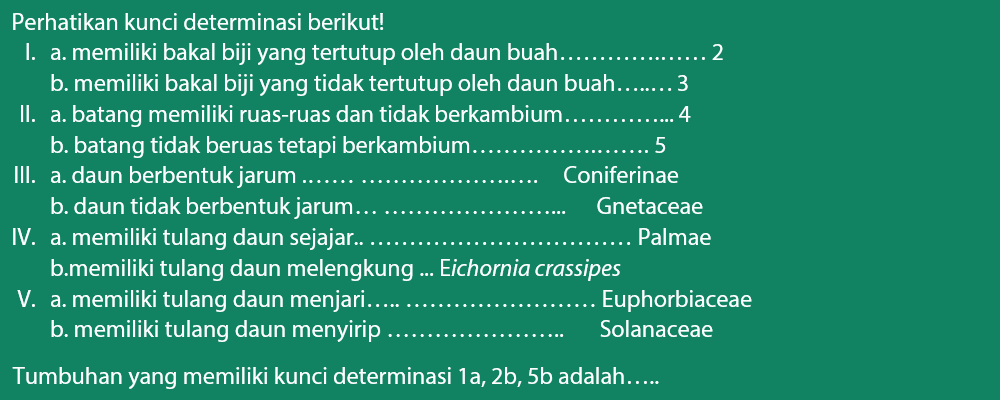 Perhatikan kunci determinasi berikut!
I. a. memiliki bakal biji yang tertutup oleh daun buah…………..…… 2
b. memiliki bakal biji yang tidak tertutup oleh daun buah…..… 3
II. a. batang memiliki ruas-ruas dan tidak berkambium…………... 4
b. batang tidak beruas tetapi berkambium…………….……. 5
III. a. daun berbentuk jarum .…… ……………….…. Coniferinae
b. daun tidak berbentuk jarum… …………………... Gnetaceae
IV. a. memiliki tulang daun sejajar.. …………………………… Palmae
b.memiliki tulang daun melengkung ... Eichornia crassipes
V. a. memiliki tulang daun menjari….. …………………… Euphorbiaceae
b. memiliki tulang daun menyirip ………………….. Solanaceae
Tumbuhan yang memiliki kunci determinasi 1a, 2b, 5b adalah…..